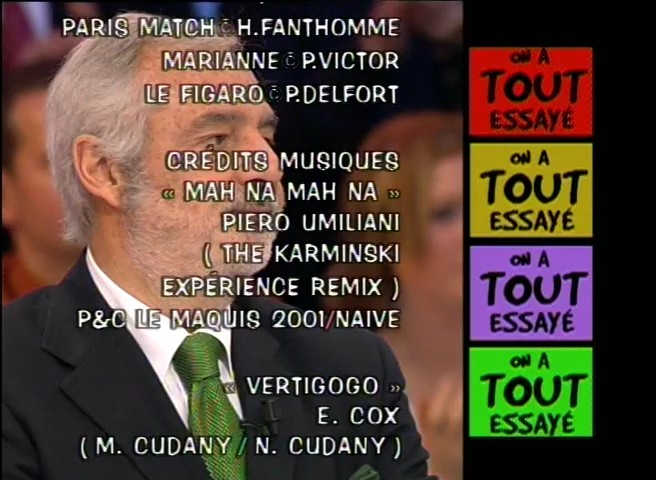 PARIS MATCH © H.FANTHOMME
MARIANNE © P.VICTOR
LE FIGARO © P.DELFORT
CRÉDITS MUSIQUES
« MAH NA MAH NA »
PIERO UMILIANI
( THE KARMINSKI
EXPÉRIENCE REMIX )
P&C LE MAQUIS 2001/NAIVE
« VERTIGOGO »
E. COX
( M. CUDANY / N. CUDANY )
ON A
TOUT
ESSAYÉ
ON A
TOUT
ESSAYÉ
ON A
TOUT
ESSAYÉ
ON A
TOUT
ESSAYÉ